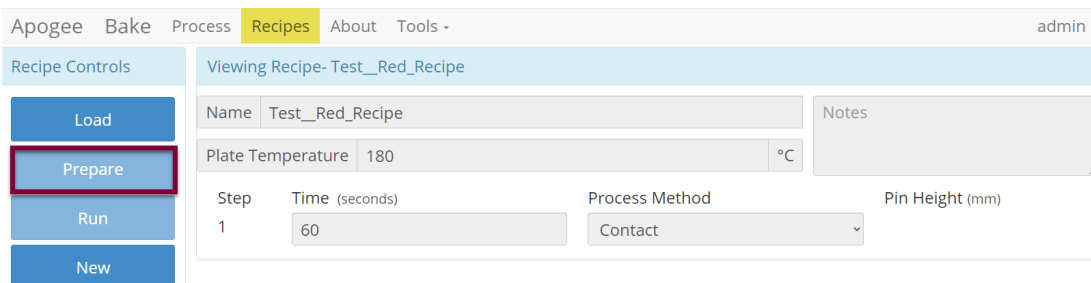 Apogee Bake Process Recipes About Tools admin
Recipe Controls
Load
Prepare
Run
New
Viewing Recipe- Test__Red_Recipe
Name Test__Red_Recipe
Notes
Plate Temperature 180 °C
Step Time (seconds) Process Method Pin Height (mm)
1 60 Contact